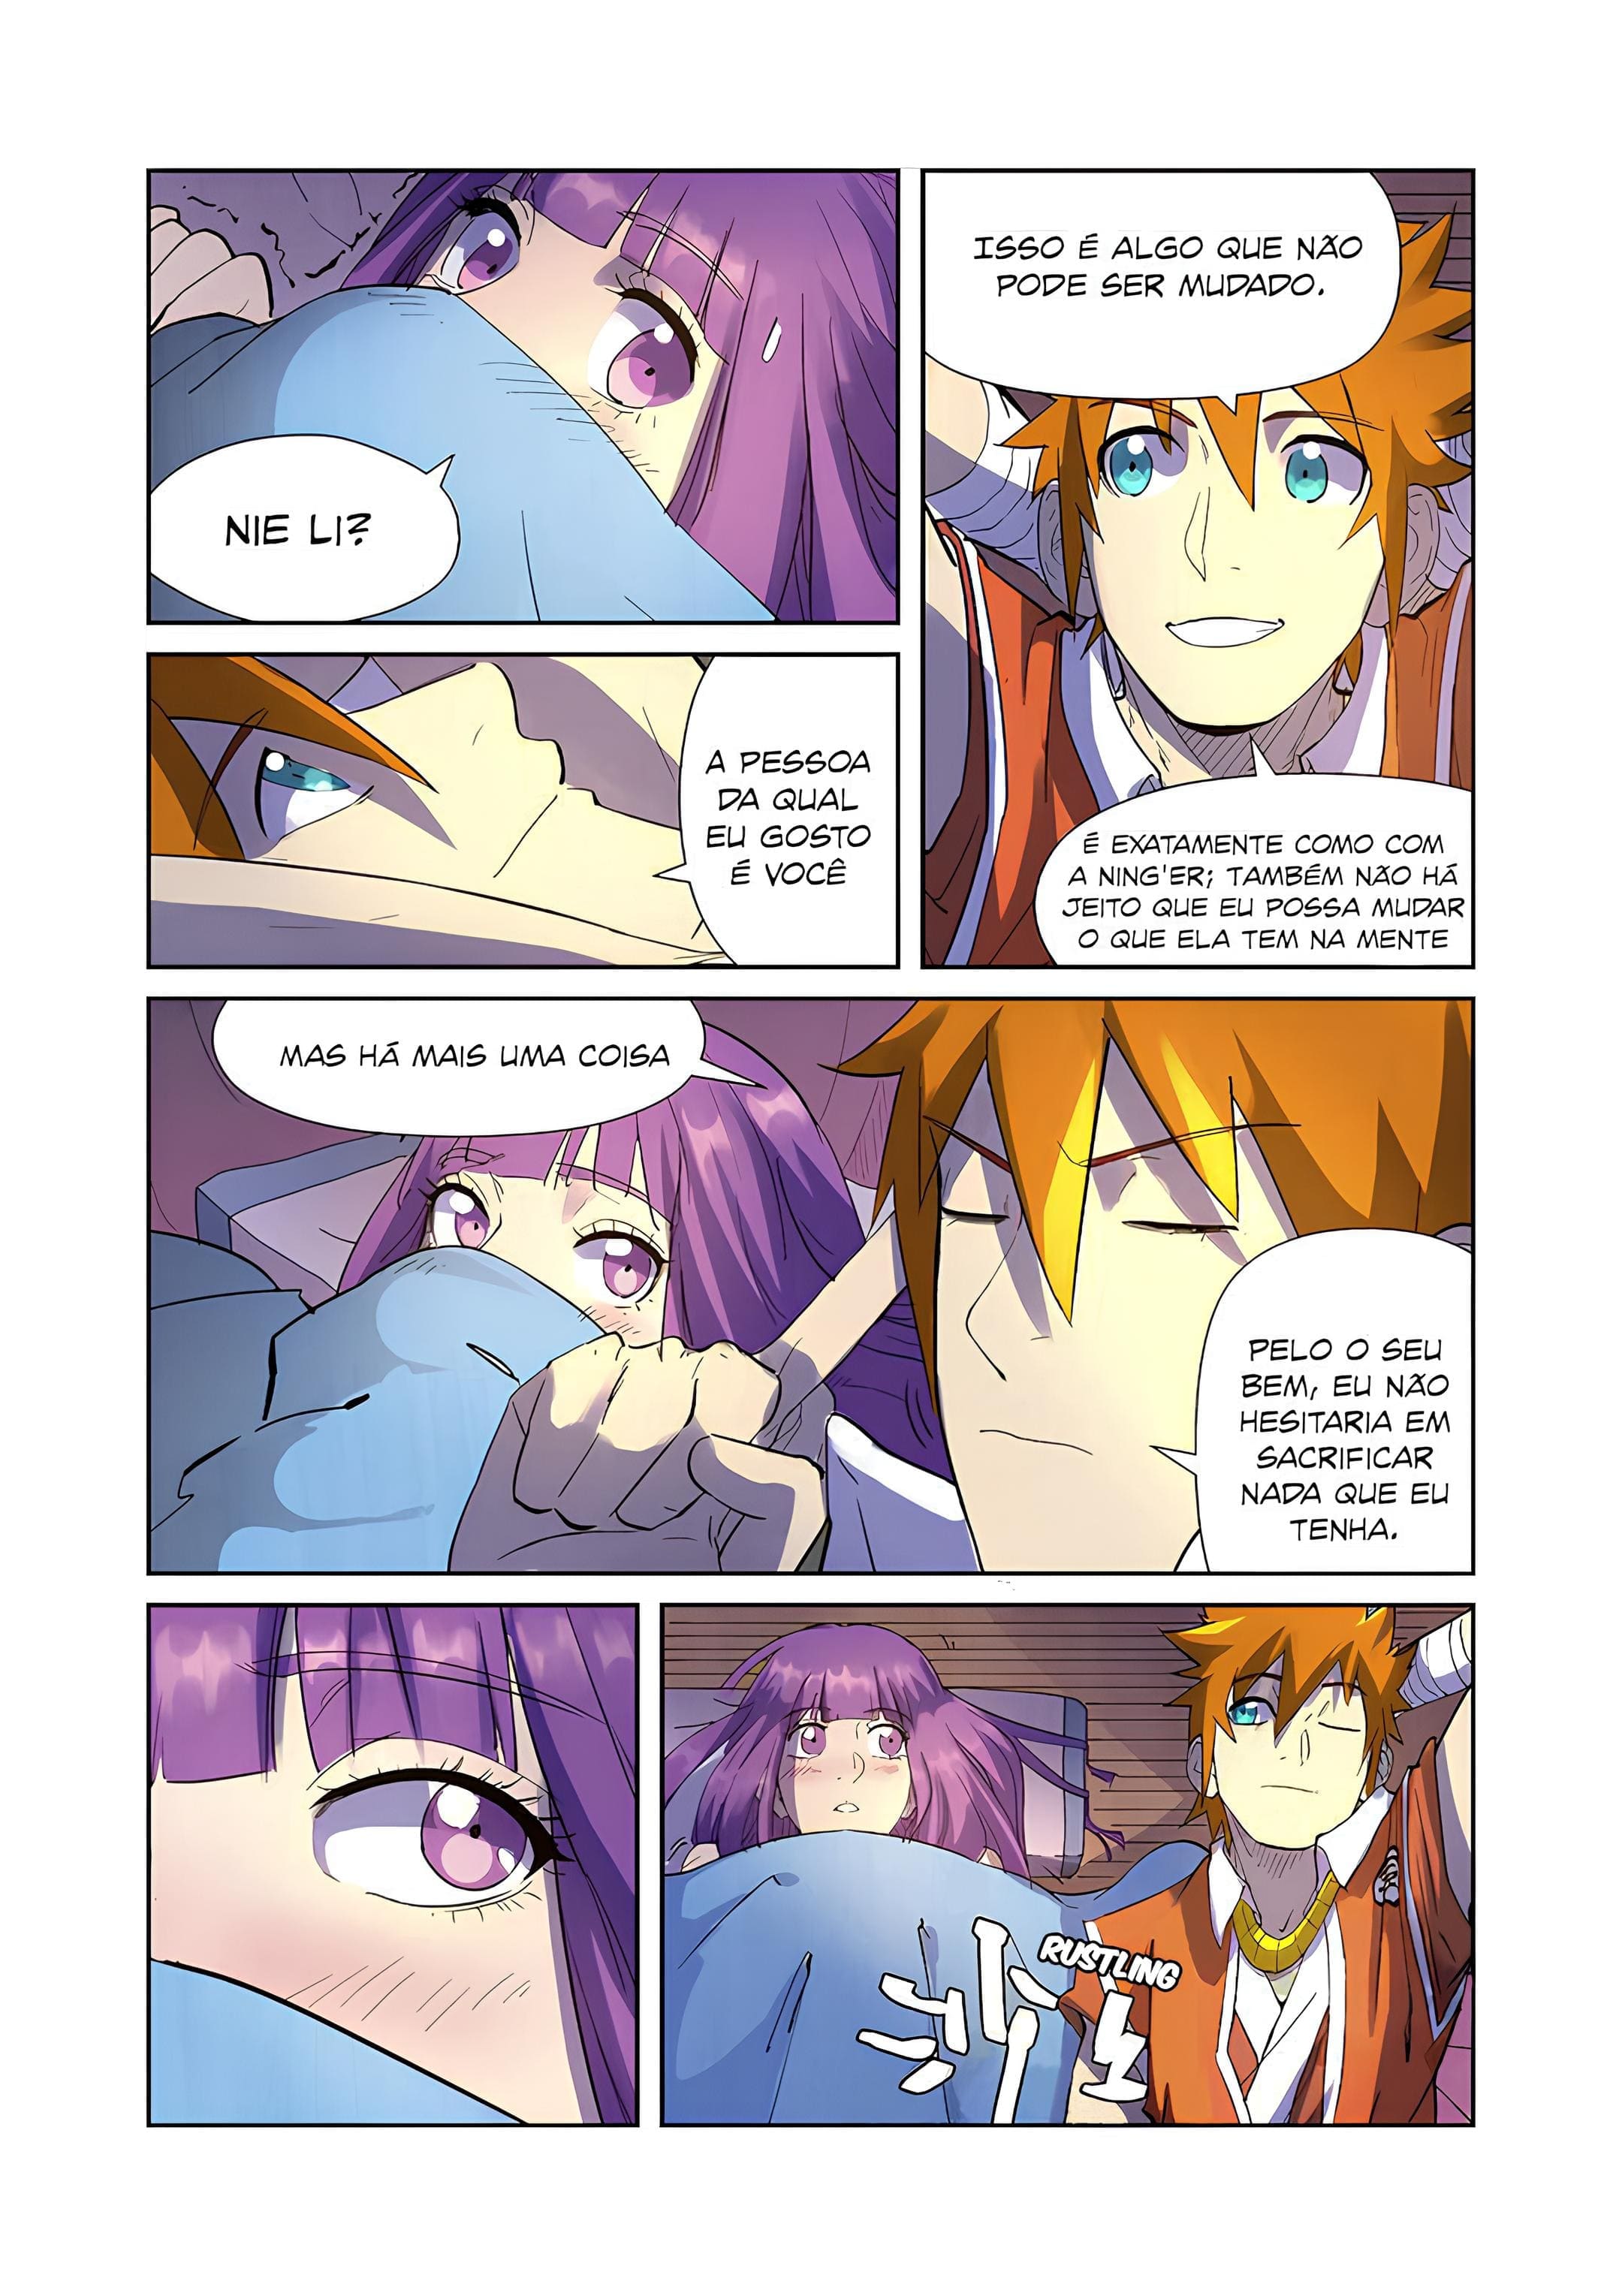 NIE LI?
A PESSOA
DA QUAL
EU GOSTO
É VOCÊ
ISSO É ALGO QUE NÃO
PODE SER MUDADO.
É EXATAMENTE COMO COM
A NING'ER; TAMBÉM NÃO HÁ
JEITO QUE EU POSSA MUDAR
O QUE ELA TEM NA MENTE
MAS HÁ MAIS UMA COISA
PELO O SEU
BEM, EU NÃO
HESITARIA EM
SACRIFICAR
NADA QUE EU
TENHA.
RUSTLING